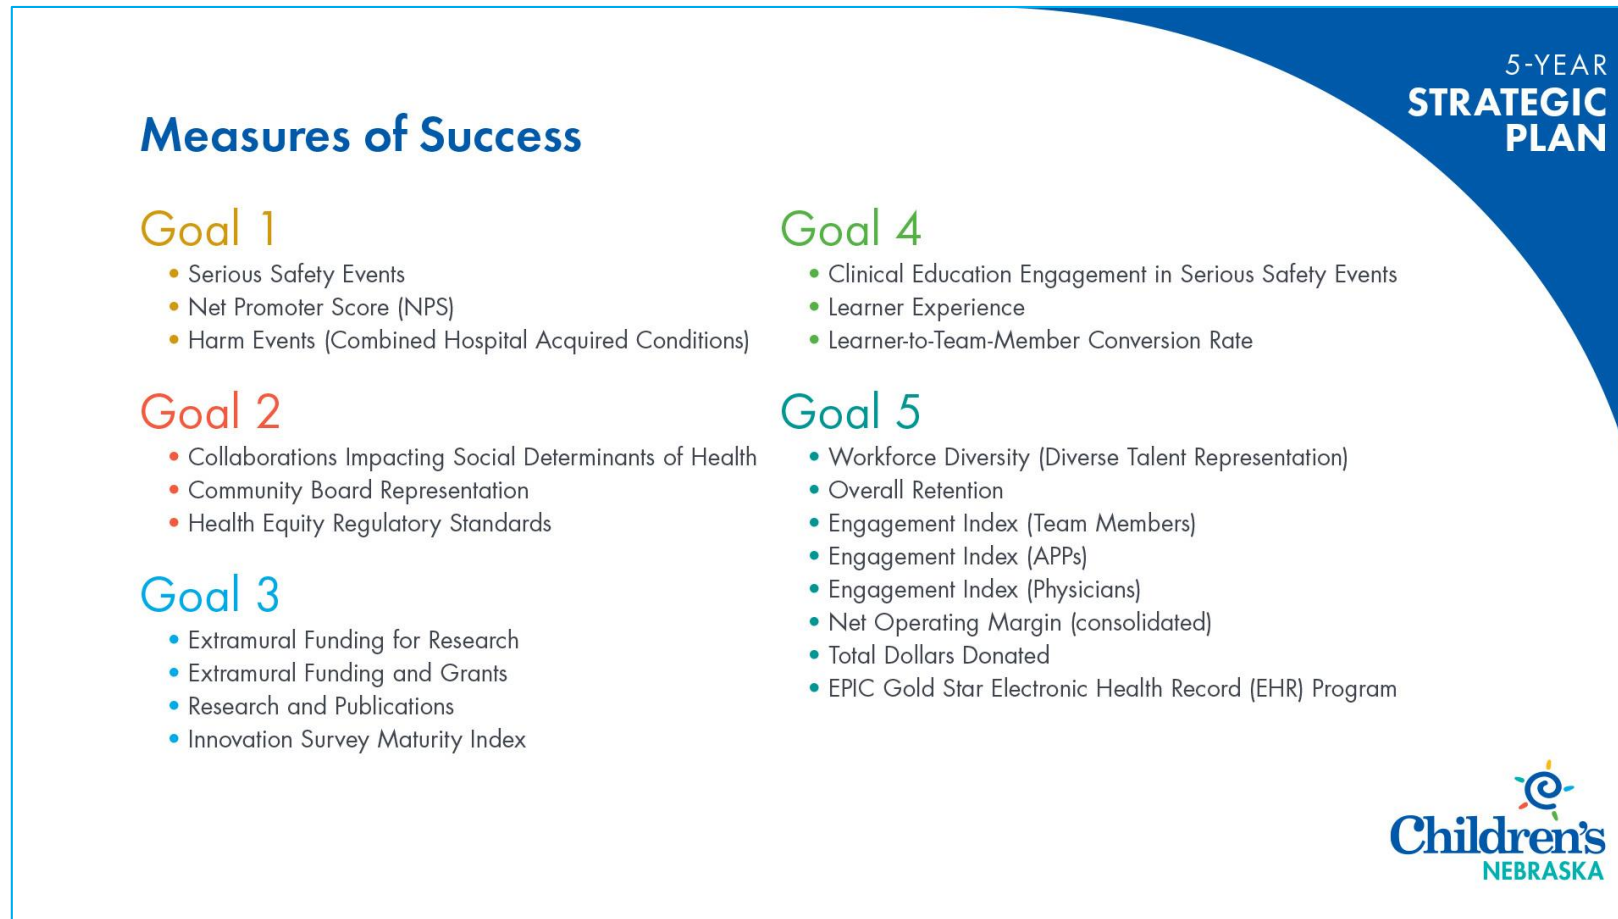 5-YEAR
STRATEGIC
PLAN
Measures of Success
Goal 1
• Serious Safety Events
• Net Promoter Score (NPS)
• Harm Events (Combined Hospital Acquired Conditions)
Goal 2
• Collaborations Impacting Social Determinants of Health
• Community Board Representation
• Health Equity Regulatory Standards
Goal 3
• Extramural Funding for Research
• Extramural Funding and Grants
• Research and Publications
• Innovation Survey Maturity Index
Goal 4
• Clinical Education Engagement in Serious Safety Events
• Learner Experience
• Learner-to-Team-Member Conversion Rate
Goal 5
• Workforce Diversity (Diverse Talent Representation)
• Overall Retention
• Engagement Index (Team Members)
• Engagement Index (APPs)
• Engagement Index (Physicians)
• Net Operating Margin (consolidated)
• Total Dollars Donated
• EPIC Gold Star Electronic Health Record (EHR) Program
Children's
NEBRASKA